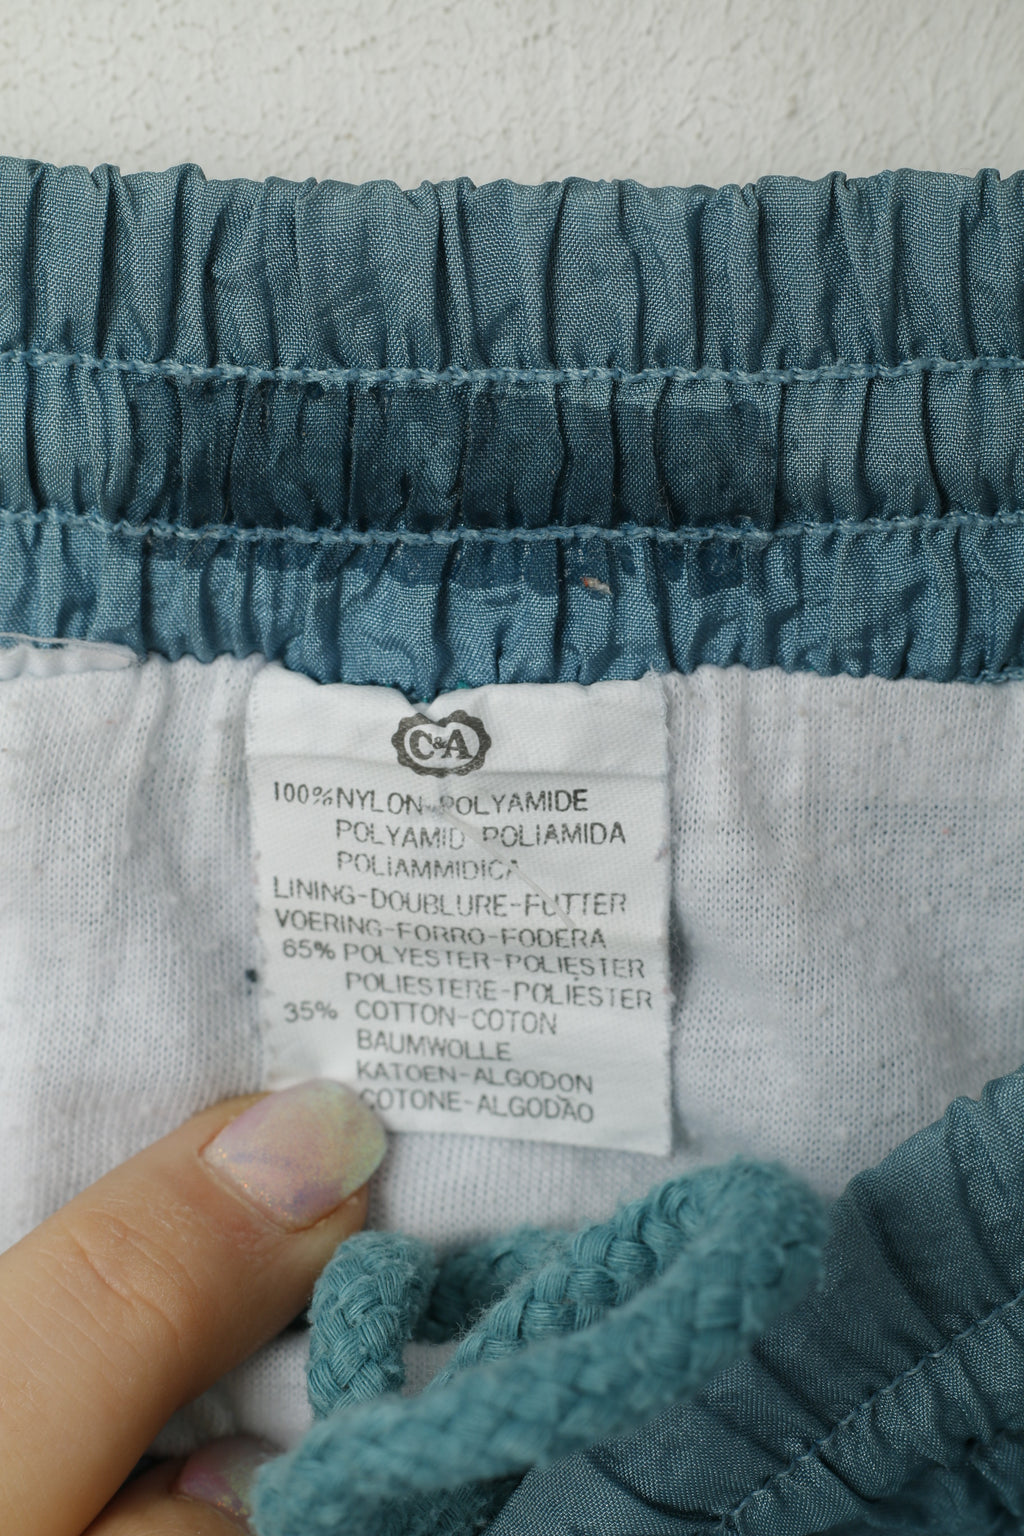 C&A
100% NYLON-POLYAMIDE
POLYAMID POLIAMIDA
POLIAMMIDICA
LINING-DOUBLURE-FUTTER
VOERING-FORRO-FODERA
65% POLYESTER-POLIESTER
POLIESTERE-POLIESTER
35% COTTON-COTON
BAUMWOLLE
KATOEN-ALGODON
COTONE-ALGODÃO